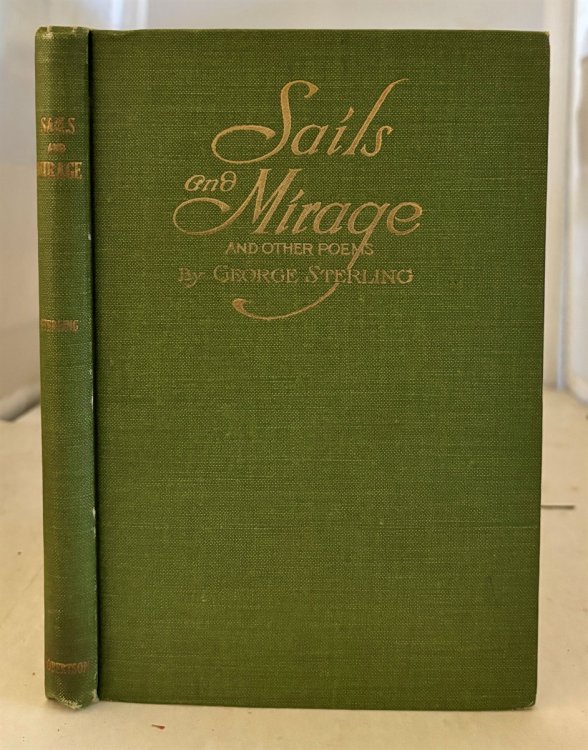 Sails
and
Mirage
AND OTHER POEMS
By GEORGE STERLING
SAILS
AND
MIRAGE
STERLING
ROBERTSON